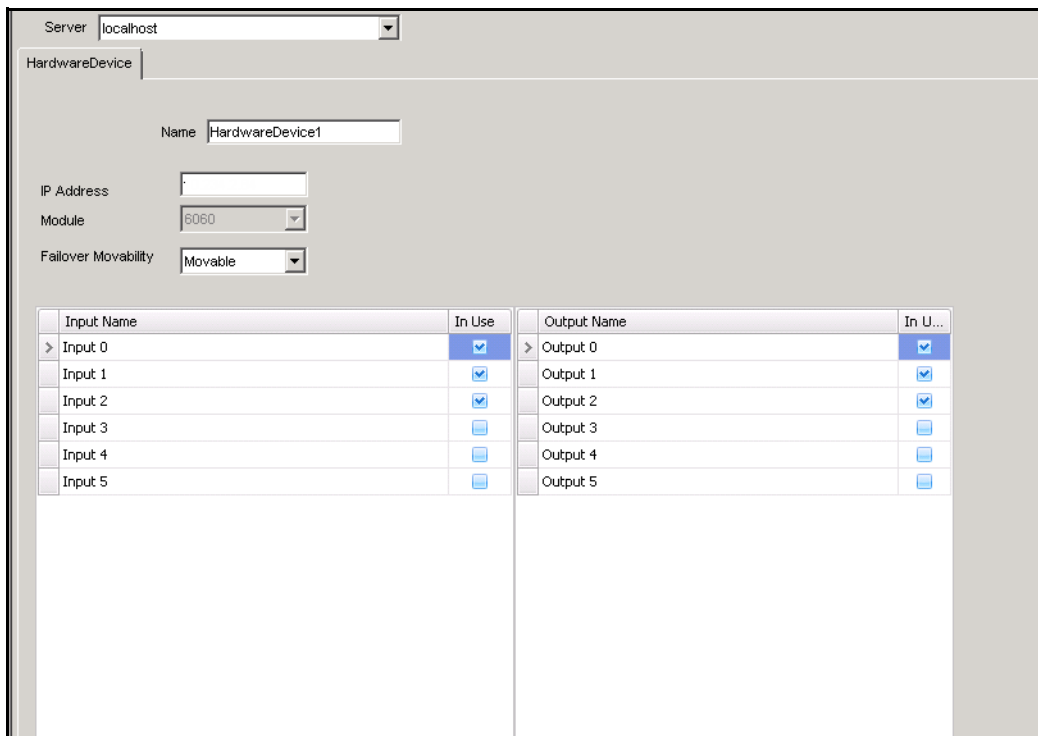 Server localhost
HardwareDevice
Name HardwareDevice1
IP Address
Module 6060
Failover Movability Movable
Input Name In Use Output Name In U...
Input 0 Output 0
Input 1 Output 1
Input 2 Output 2
Input 3 Output 3
Input 4 Output 4
Input 5 Output 5